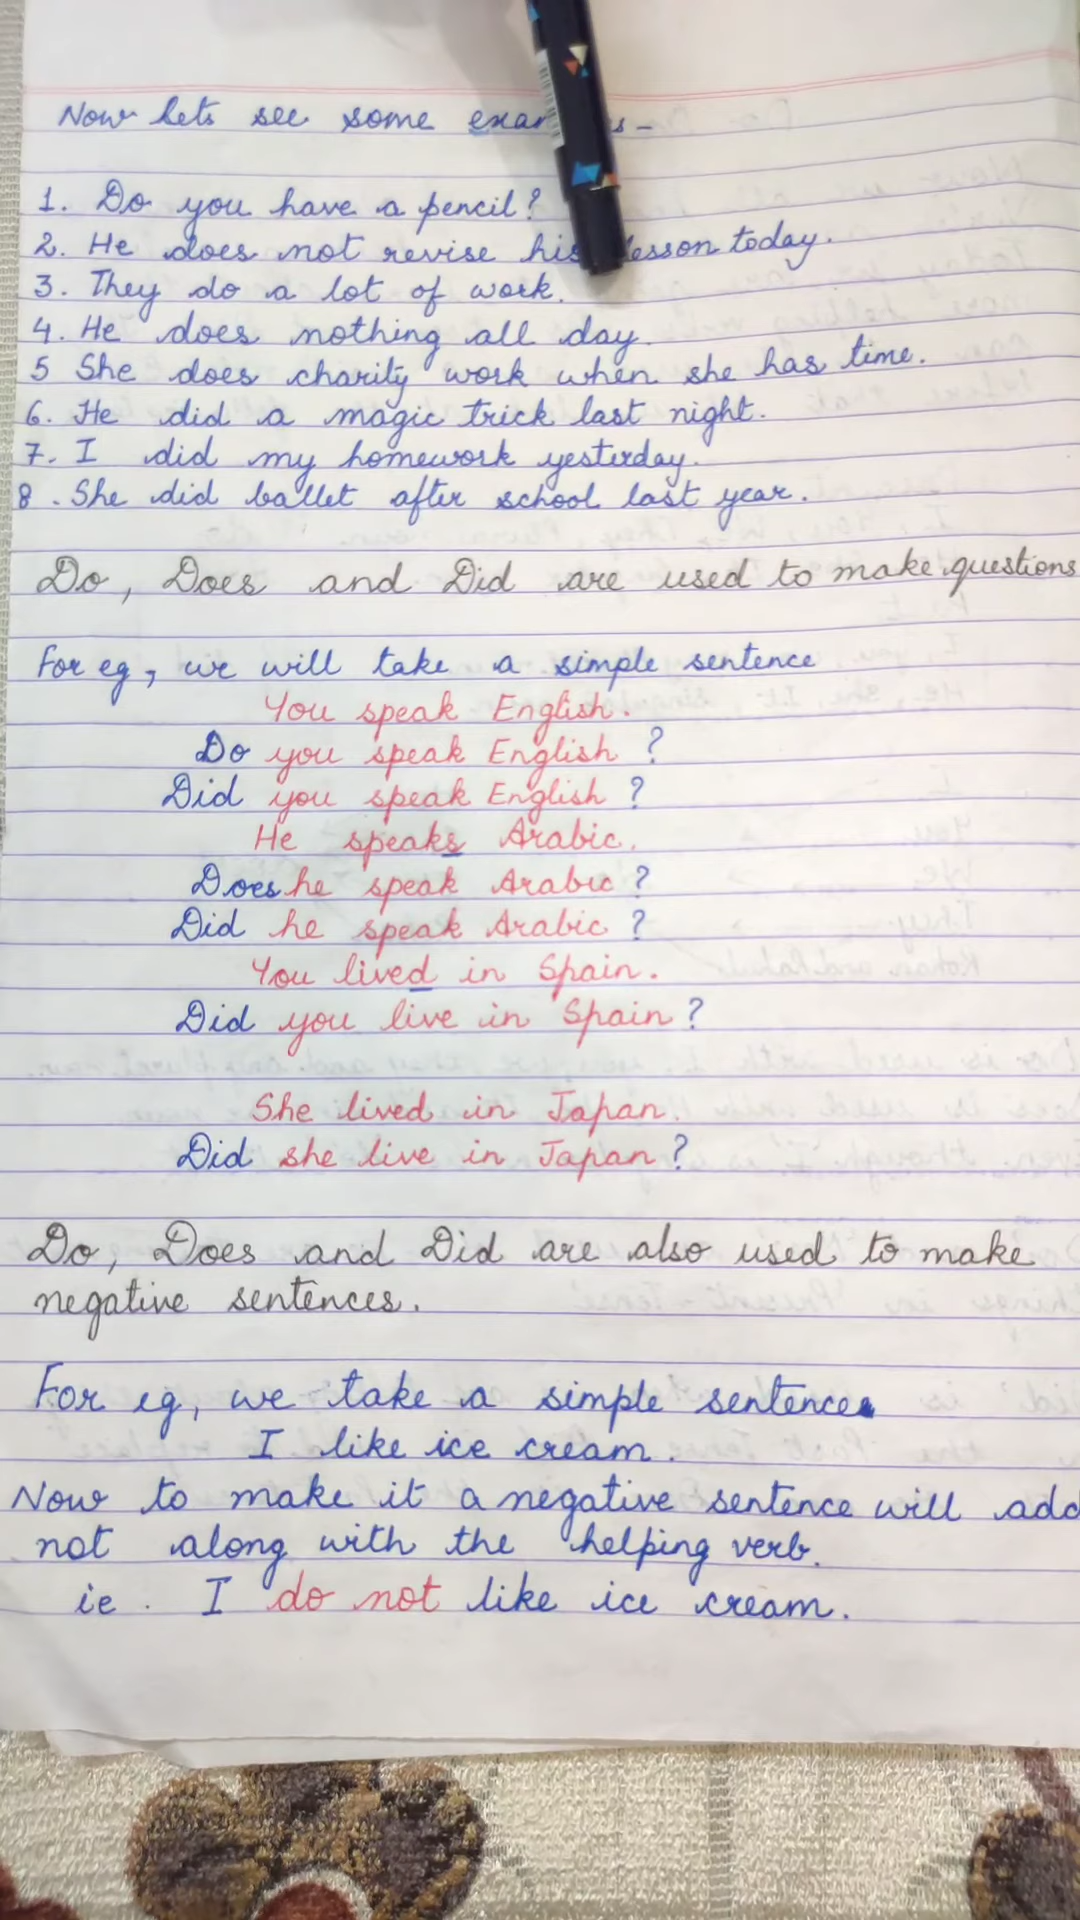 Now lets see some
1. Do you have a pencil?
2. He does not revise his lesson today.
3. They do a lot of work.
4. He does nothing all day.
5 She does charity work when she has time.
6. He did a magic trick last night.
7. I did my homework yesterday.
8. She did ballet after school last year.
Do, Does and Did are used to make questions
For eg, we will take a simple sentence
You speak English.
Do you speak English ?
Did you speak English ?
He speaks Arabic.
Does he speak Arabic ?
Did he speak Arabic ?
You lived in Spain.
Did you live in Spain ?
She lived in Japan.
Did she live in Japan ?
Do, Does and Did are also used to make
negative sentences.
For eg, we take a simple sentence
I like ice cream.
Now to make it a negative sentence will add
not along with the helping verb.
ie. I do not like ice cream.